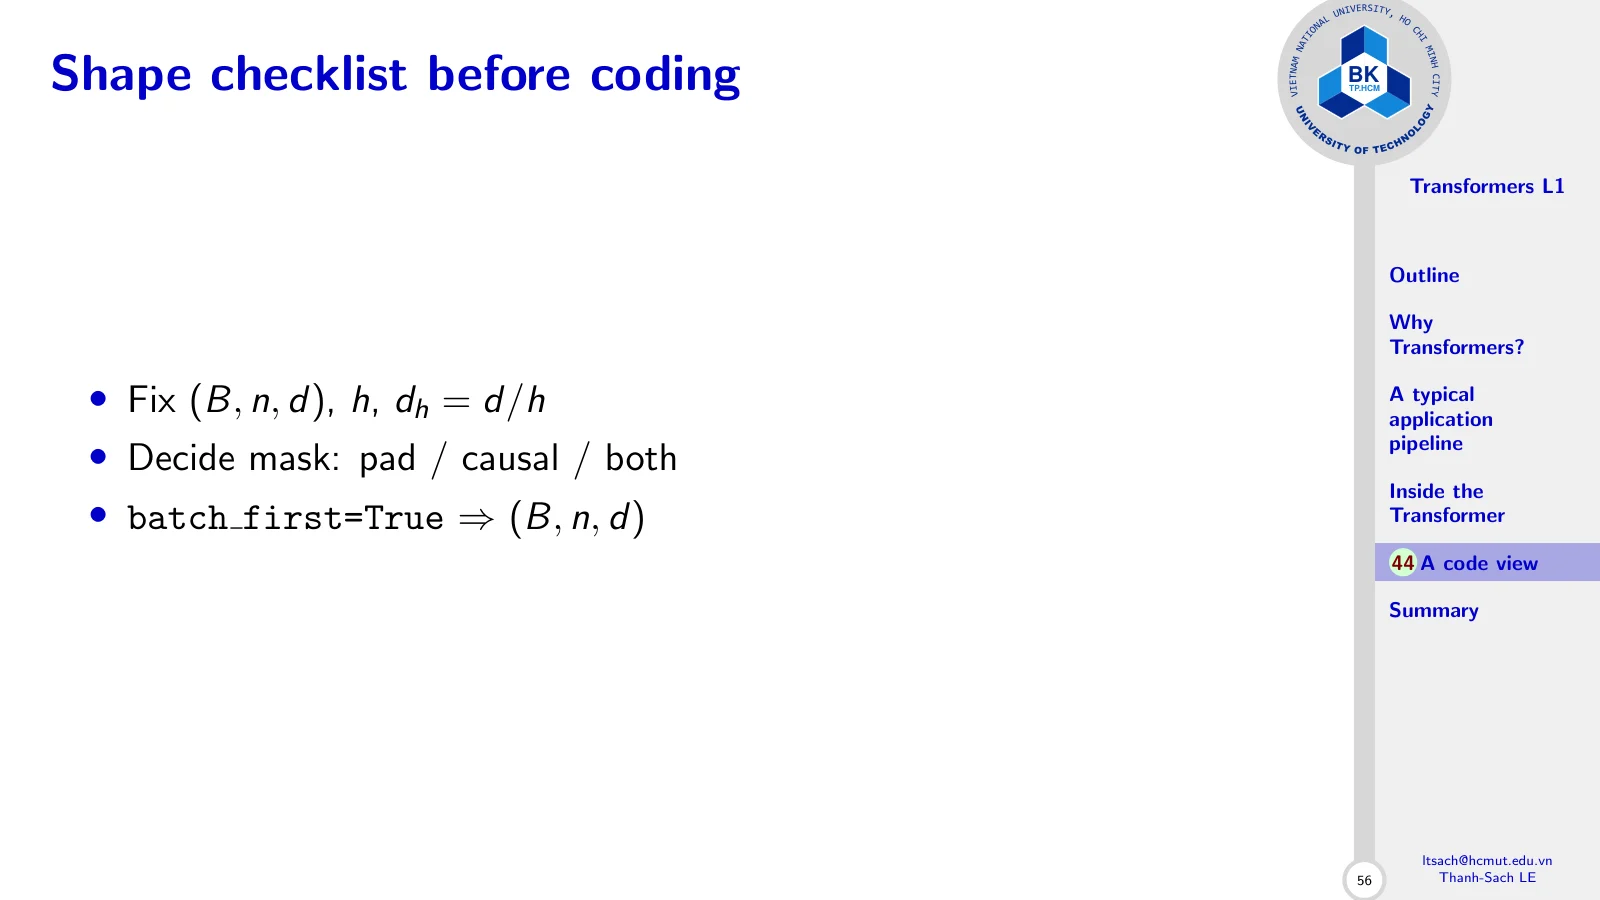 Shape checklist before coding
• Fix (B, n, d), h, d_h = d/h
• Decide mask: pad / causal / both
• batch_first=True ⇒ (B, n, d)
VIETNAM NATIONAL UNIVERSITY, HO CHI MINH CITY
BK
TP.HCM
UNIVERSITY OF TECHNOLOGY
Transformers L1
Outline
Why
Transformers?
A typical
application
pipeline
Inside the
Transformer
44 A code view
Summary
ltsach@hcmut.edu.vn
Thanh-Sach LE
56